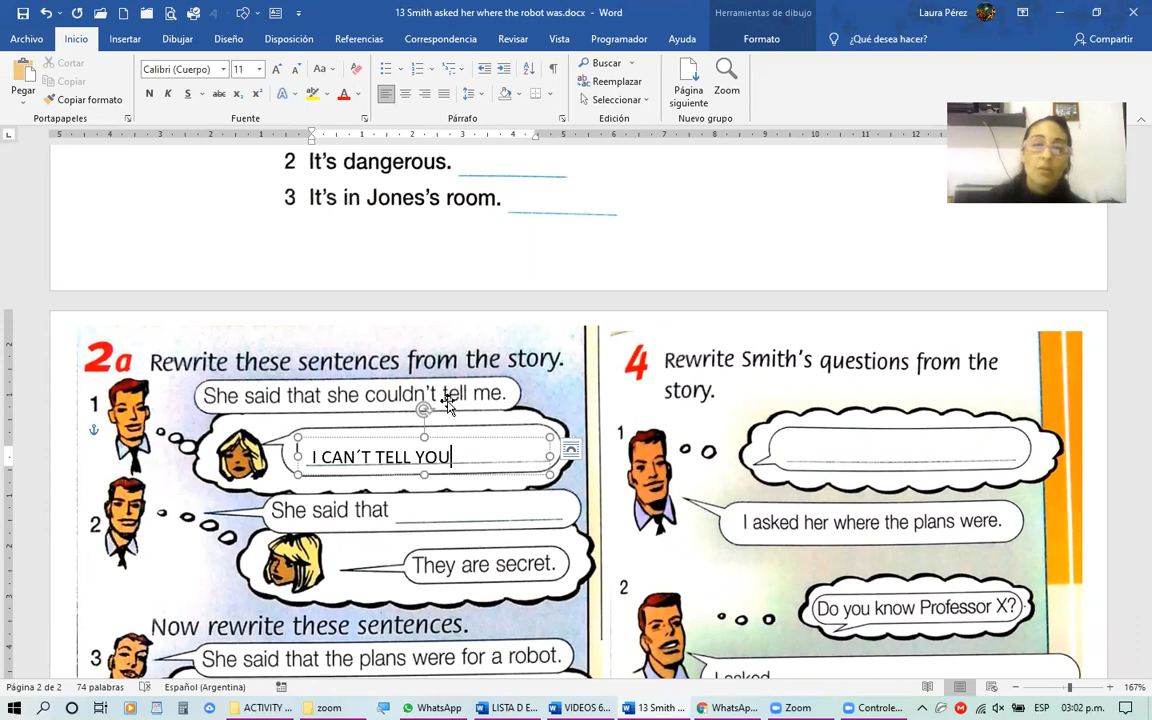 13 Smith asked her where the robot was.docx - Word
Herramientas de dibujo
Laura Pérez
Archivo Inicio Insertar Dibujar Diseño Disposición Referencias Correspondencia Revisar Vista Programador Ayuda Formato ¿Qué desea hacer? Compartir
Pegar
Cortar
Copiar
Copiar formato
Calibri (Cuerpo) 11
N K S abc x₂ x²
Buscar
Reemplazar
Seleccionar
Página siguiente
Zoom
Portapapeles Fuente Párrafo Estilos Edición Nuevo grupo
2 It's dangerous.
3 It's in Jones's room.
2a Rewrite these sentences from the story.
1 She said that she couldn't tell me.
I CAN´T TELL YOU
2 She said that
They are secret.
Now rewrite these sentences.
3 She said that the plans were for a robot.
4 Rewrite Smith's questions from the story.
1
I asked her where the plans were.
2 Do you know Professor X?
I asked
Página 2 de 2 74 palabras Español (Argentina) 167%
ACTIVITY ... zoom WhatsApp LISTA D E... VIDEOS 6... 13 Smith ... WhatsApp... Zoom Controle... ESP 03:02 p. m.